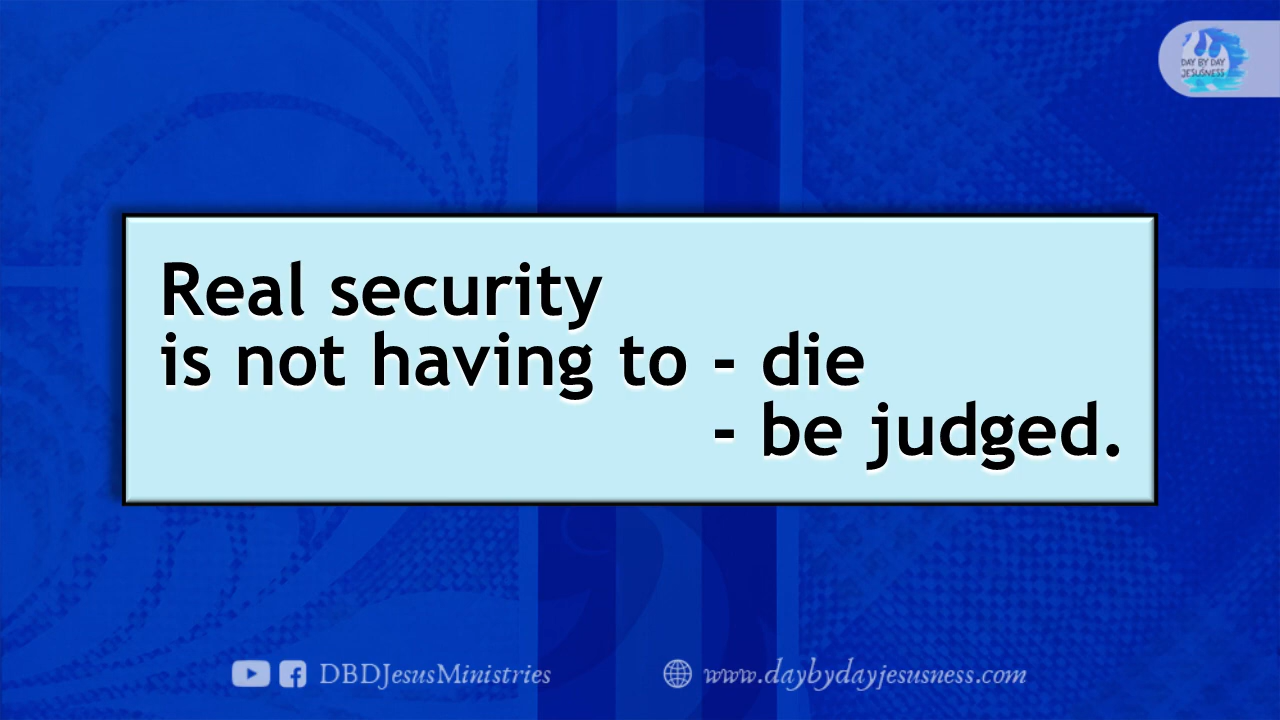 DAY BY DAY
JESUSNESS
Real security
is not having to - die
- be judged.
DBDJesusMinistries
www.daybydayjesusness.com